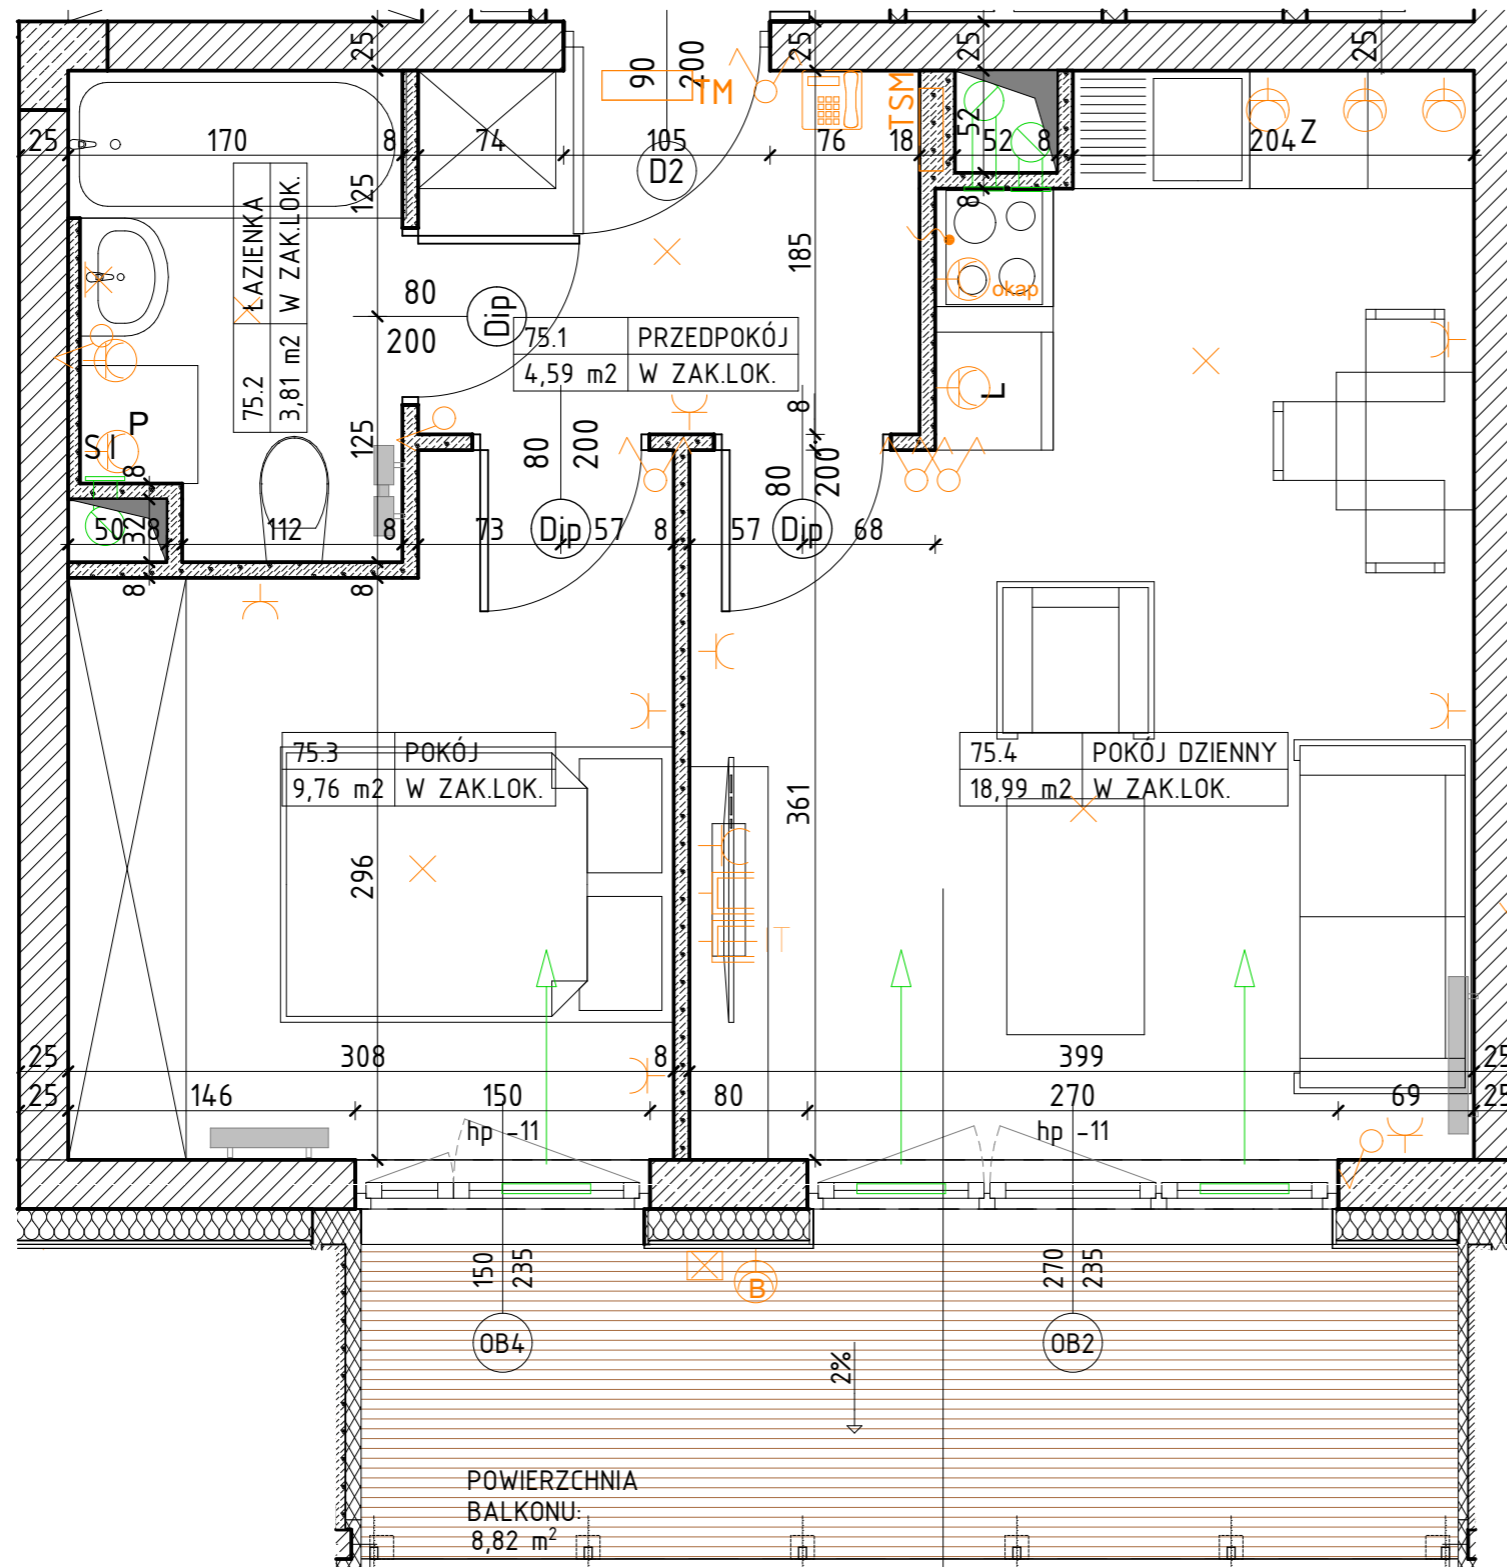 25
25
25
90
200
TM
TSM
25
170
8
74
105
76
18
52
52
8
204
Z
D2
125
8
ŁAZIENKA
W ZAK.LOK.
75.2
3,81 m2
80
200
Dip
185
okap
75.1
PRZEDPOKÓJ
4,59 m2
W ZAK.LOK.
L
P
S I
8
125
80
200
8
80
200
50
8
32
112
8
73
Dip
57
8
57
Dip
68
8
8
75.3
POKÓJ
9,76 m2
W ZAK.LOK.
75.4
POKÓJ DZIENNY
18,99 m2
W ZAK.LOK.
361
296
IT
25
308
8
399
25
25
146
150
80
270
69
25
hp -11
hp -11
150
235
270
235
B
OB4
OB2
2%
POWIERZCHNIA
BALKONU:
8,82 m²